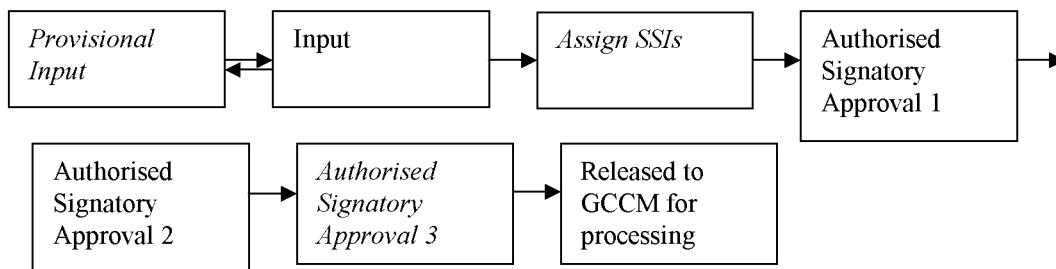 Provisional
Input
Input
Assign SSIs
Authorised
Signatory
Approval 1
Authorised
Signatory
Approval 2
Authorised
Signatory
Approval 3
Released to
GCCM for
processing